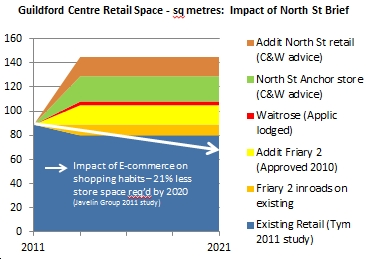 Guildford Centre Retail Space - sq metres: Impact of North St Brief
160
140
120
100
80
60
40
20
0
2011
2021
Impact of E-commerce on
shopping habits – 21% less
store space req'd by 2020
(Javelin Group 2011 study)
Addit North St retail
(C&W advice)
North St Anchor store
(C&W advice)
Waitrose (Applic
lodged)
Addit Friary 2
(Approved 2010)
Friary 2 inroads on
existing
Existing Retail (Tym
2011 study)